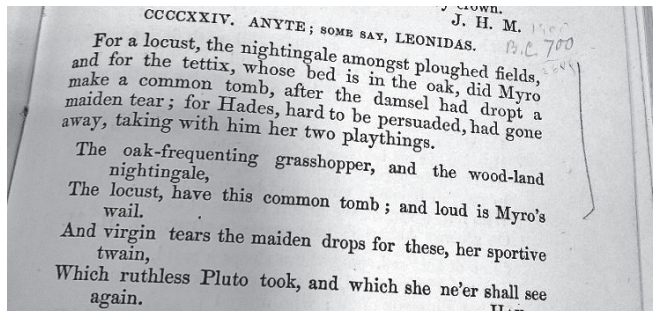 crown.
J. H. M.
CCCCXXIV. ANYTE; SOME SAY, LEONIDAS.
B.C. 700
For a locust, the nightingale amongst ploughed fields,
and for the tettix, whose bed is in the oak, did Myro
make a common tomb, after the damsel had dropt a
maiden tear; for Hades, hard to be persuaded, had gone
away, taking with him her two playthings.
The oak-frequenting grasshopper, and the wood-land
nightingale,
The locust, have this common tomb; and loud is Myro's
wail.
And virgin tears the maiden drops for these, her sportive
twain,
Which ruthless Pluto took, and which she ne'er shall see
again.